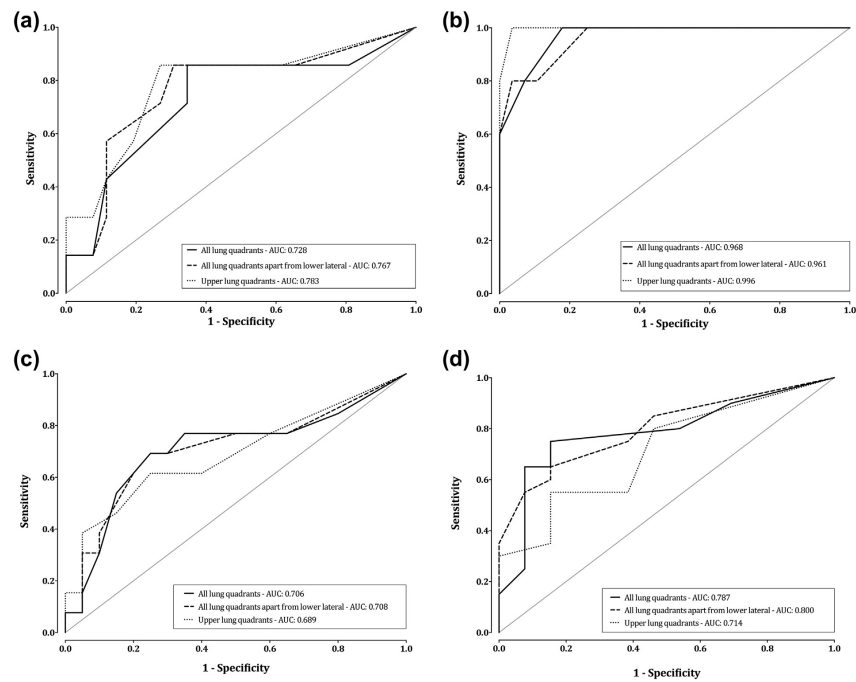 (a)
1.0
0.8
0.6
0.4
0.2
0.0
Sensitivity
All lung quadrants - AUC: 0.728
All lung quadrants apart from lower lateral - AUC: 0.767
Upper lung quadrants - AUC: 0.783
0.0 0.2 0.4 0.6 0.8 1.0
1 - Specificity
(b)
1.0
0.8
0.6
0.4
0.2
0.0
Sensitivity
All lung quadrants - AUC: 0.968
All lung quadrants apart from lower lateral - AUC: 0.961
Upper lung quadrants - AUC: 0.996
0.0 0.2 0.4 0.6 0.8 1.0
1 - Specificity
(c)
1.0
0.8
0.6
0.4
0.2
0.0
Sensitivity
All lung quadrants - AUC: 0.706
All lung quadrants apart from lower lateral - AUC: 0.708
Upper lung quadrants - AUC: 0.689
0.0 0.2 0.4 0.6 0.8 1.0
1 - Specificity
(d)
1.0
0.8
0.6
0.4
0.2
0.0
Sensitivity
All lung quadrants - AUC: 0.787
All lung quadrants apart from lower lateral - AUC: 0.800
Upper lung quadrants - AUC: 0.714
0.0 0.2 0.4 0.6 0.8 1.0
1 - Specificity